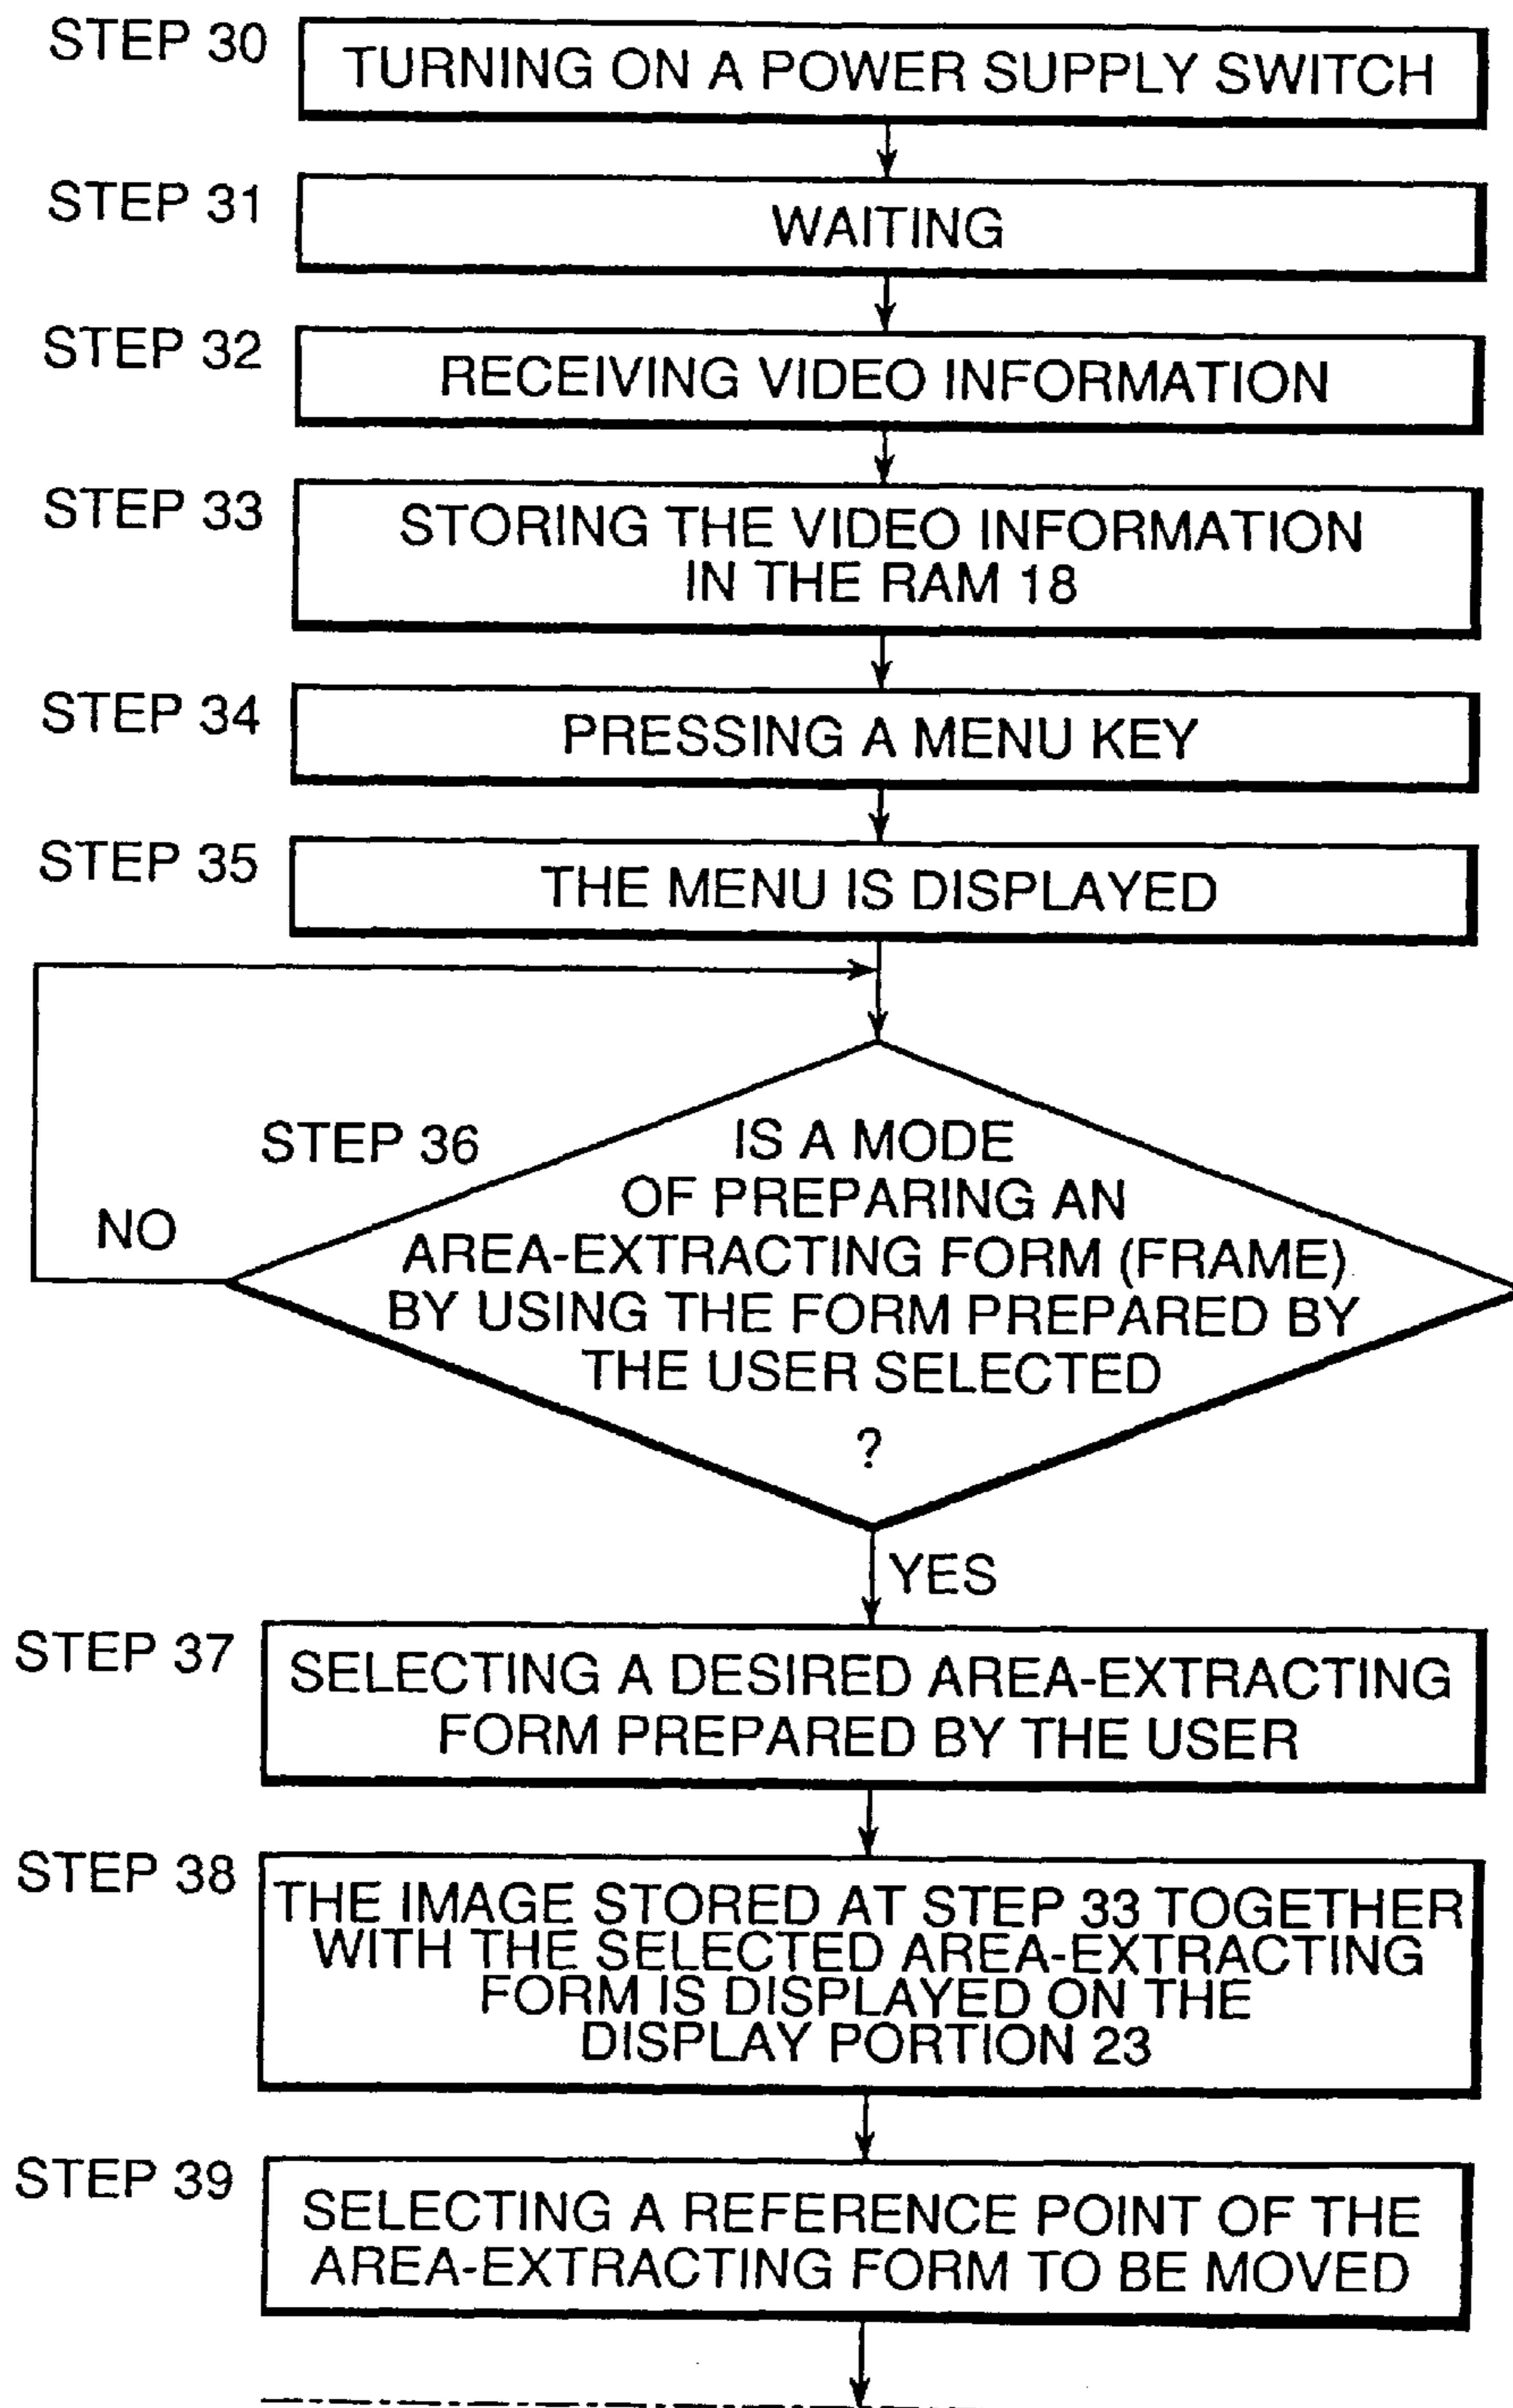 STEP 30
TURNING ON A POWER SUPPLY SWITCH
STEP 31
WAITING
STEP 32
RECEIVING VIDEO INFORMATION
STEP 33
STORING THE VIDEO INFORMATION
IN THE RAM 18
STEP 34
PRESSING A MENU KEY
STEP 35
THE MENU IS DISPLAYED
STEP 36
IS A MODE
OF PREPARING AN
AREA-EXTRACTING FORM (FRAME)
BY USING THE FORM PREPARED BY
THE USER SELECTED
?
NO
YES
STEP 37
SELECTING A DESIRED AREA-EXTRACTING
FORM PREPARED BY THE USER
STEP 38
THE IMAGE STORED AT STEP 33 TOGETHER
WITH THE SELECTED AREA-EXTRACTING
FORM IS DISPLAYED ON THE
DISPLAY PORTION 23
STEP 39
SELECTING A REFERENCE POINT OF THE
AREA-EXTRACTING FORM TO BE MOVED